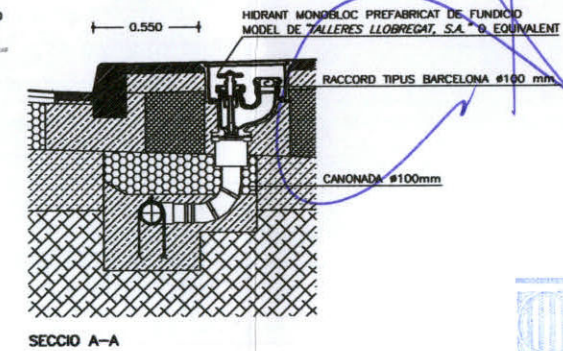 0.550
HIDRANT MONOBLOC PREFABRICAT DE FUNDICIO
MODEL DE "TALLERES LLOBREGAT, S.A." O EQUIVALENT
RACCORD TIPUS BARCELONA ø100 mm
CANONADA ø100mm
SECCIO A-A